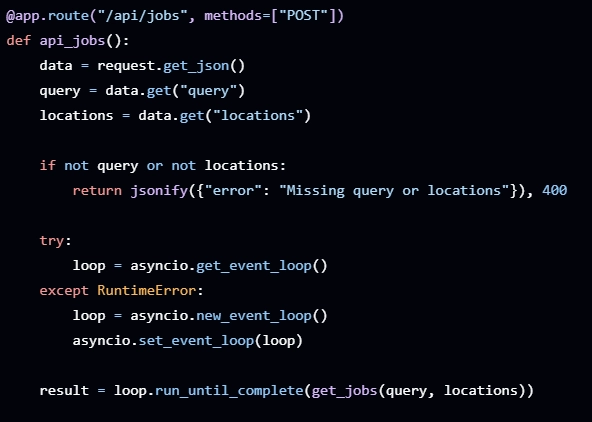 @app.route("/api/jobs", methods=["POST"])
def api_jobs():
    data = request.get_json()
    query = data.get("query")
    locations = data.get("locations")

    if not query or not locations:
        return jsonify({"error": "Missing query or locations"}), 400

    try:
        loop = asyncio.get_event_loop()
    except RuntimeError:
        loop = asyncio.new_event_loop()
        asyncio.set_event_loop(loop)

    result = loop.run_until_complete(get_jobs(query, locations))